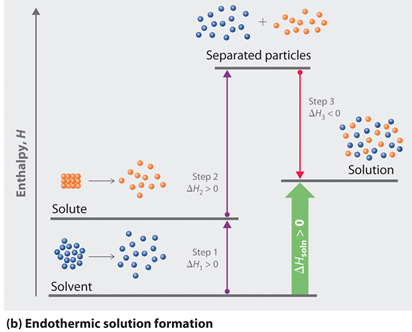 +
Separated particles
Enthalpy, H
Step 3
ΔH₃ < 0
Solution
Step 2
ΔH₂ > 0
Solute
Step 1
ΔH₁ > 0
ΔHsoln > 0
Solvent
(b) Endothermic solution formation